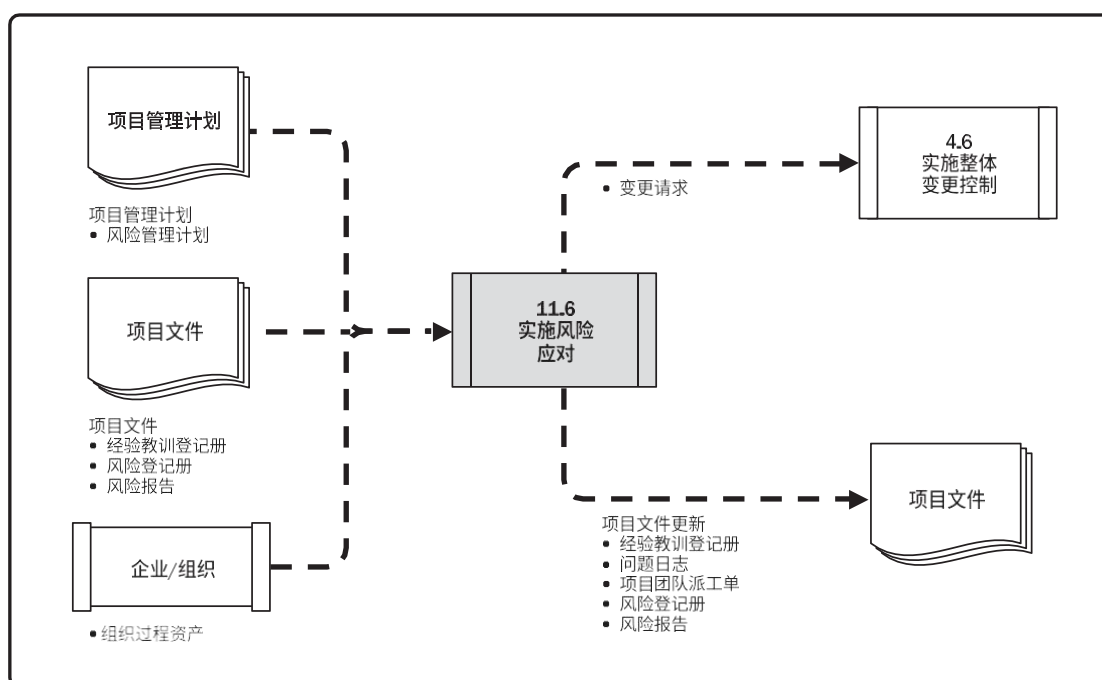 项目管理计划
项目管理计划
• 风险管理计划
项目文件
项目文件
• 经验教训登记册
• 风险登记册
• 风险报告
企业/组织
• 组织过程资产
11.6
实施风险
应对
• 变更请求
4.6
实施整体
变更控制
项目文件更新
• 经验教训登记册
• 问题日志
• 项目团队派工单
• 风险登记册
• 风险报告
项目文件